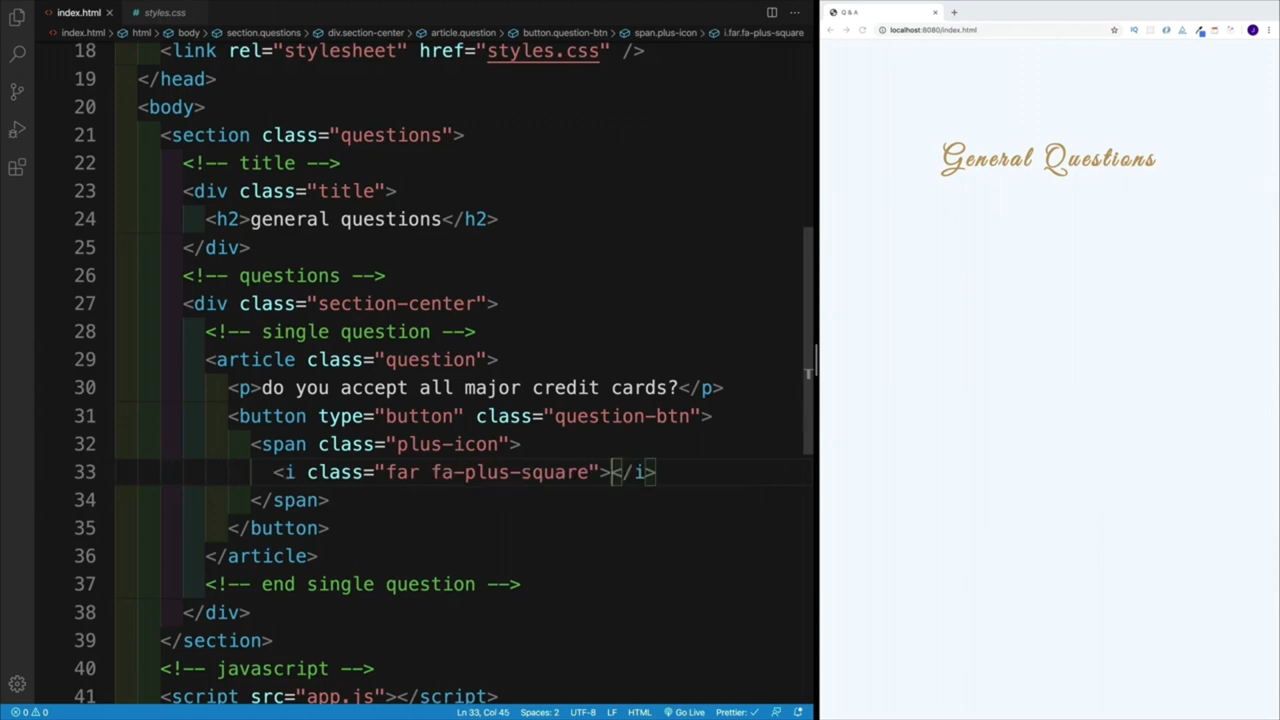 index.html
styles.css
index.html > html > body > section.questions > div.section-center > article.question > button.question-btn > span.plus-icon > i.far.fa-plus-square
18 <link rel="stylesheet" href="styles.css" />
19 </head>
20 <body>
21 <section class="questions">
22 <!-- title -->
23 <div class="title">
24 <h2>general questions</h2>
25 </div>
26 <!-- questions -->
27 <div class="section-center">
28 <!-- single question -->
29 <article class="question">
30 <p>do you accept all major credit cards?</p>
31 <button type="button" class="question-btn">
32 <span class="plus-icon">
33 <i class="far fa-plus-square"></i>
34 </span>
35 </button>
36 </article>
37 <!-- end single question -->
38 </div>
39 </section>
40 <!-- javascript -->
41 <script src="app.js"></script>
0 0 Ln 33, Col 45 Spaces: 2 UTF-8 LF HTML Go Live Prettier: ✓
Q & A
localhost:8080/index.html
J
General Questions